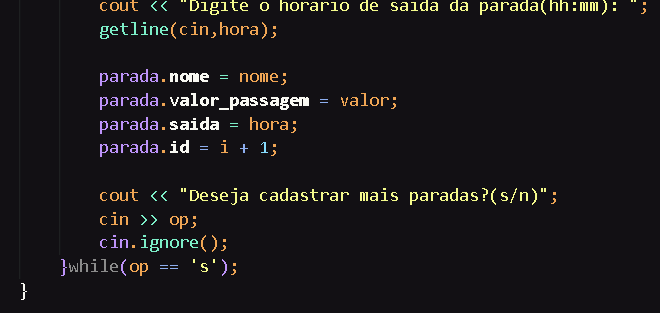 cout << "Digite o horario de saida da parada(hh:mm): ";
getline(cin,hora);
parada.nome = nome;
parada.valor_passagem = valor;
parada.saida = hora;
parada.id = i + 1;
cout << "Deseja cadastrar mais paradas?(s/n)";
cin >> op;
cin.ignore();
}while(op == 's');
}